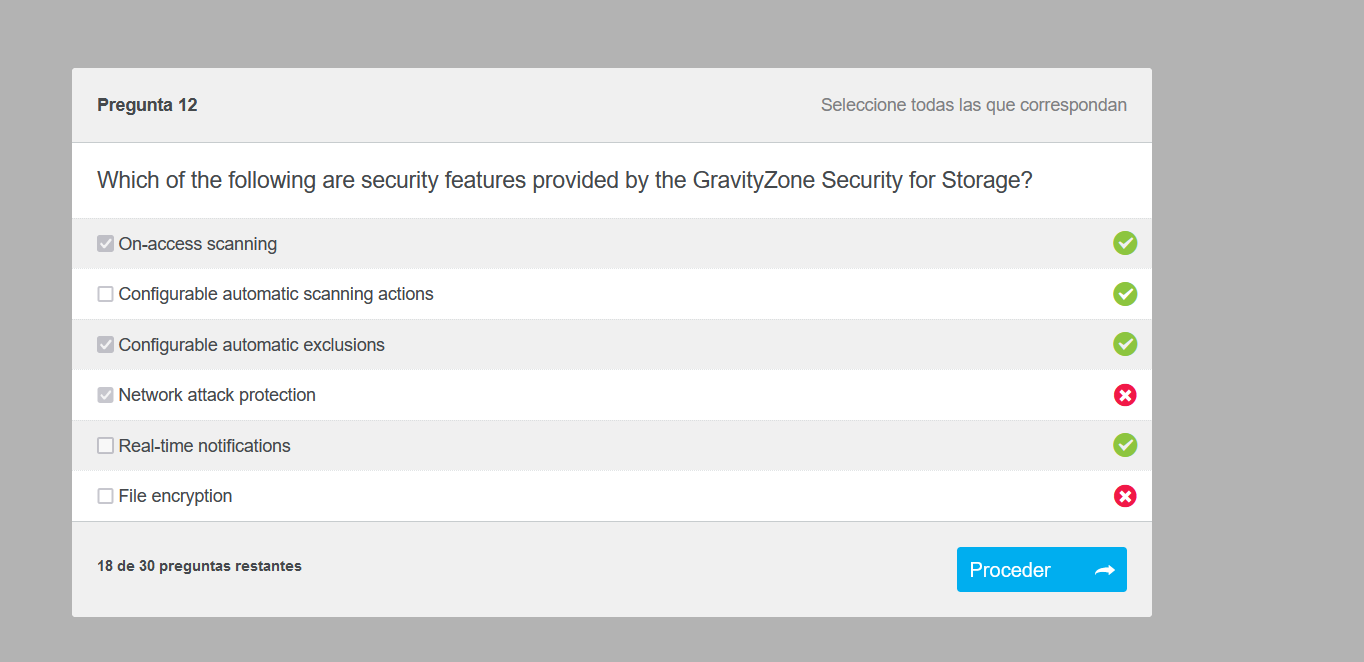 Pregunta 12
Seleccione todas las que correspondan
Which of the following are security features provided by the GravityZone Security for Storage?
On-access scanning
Configurable automatic scanning actions
Configurable automatic exclusions
Network attack protection
Real-time notifications
File encryption
18 de 30 preguntas restantes
Proceder